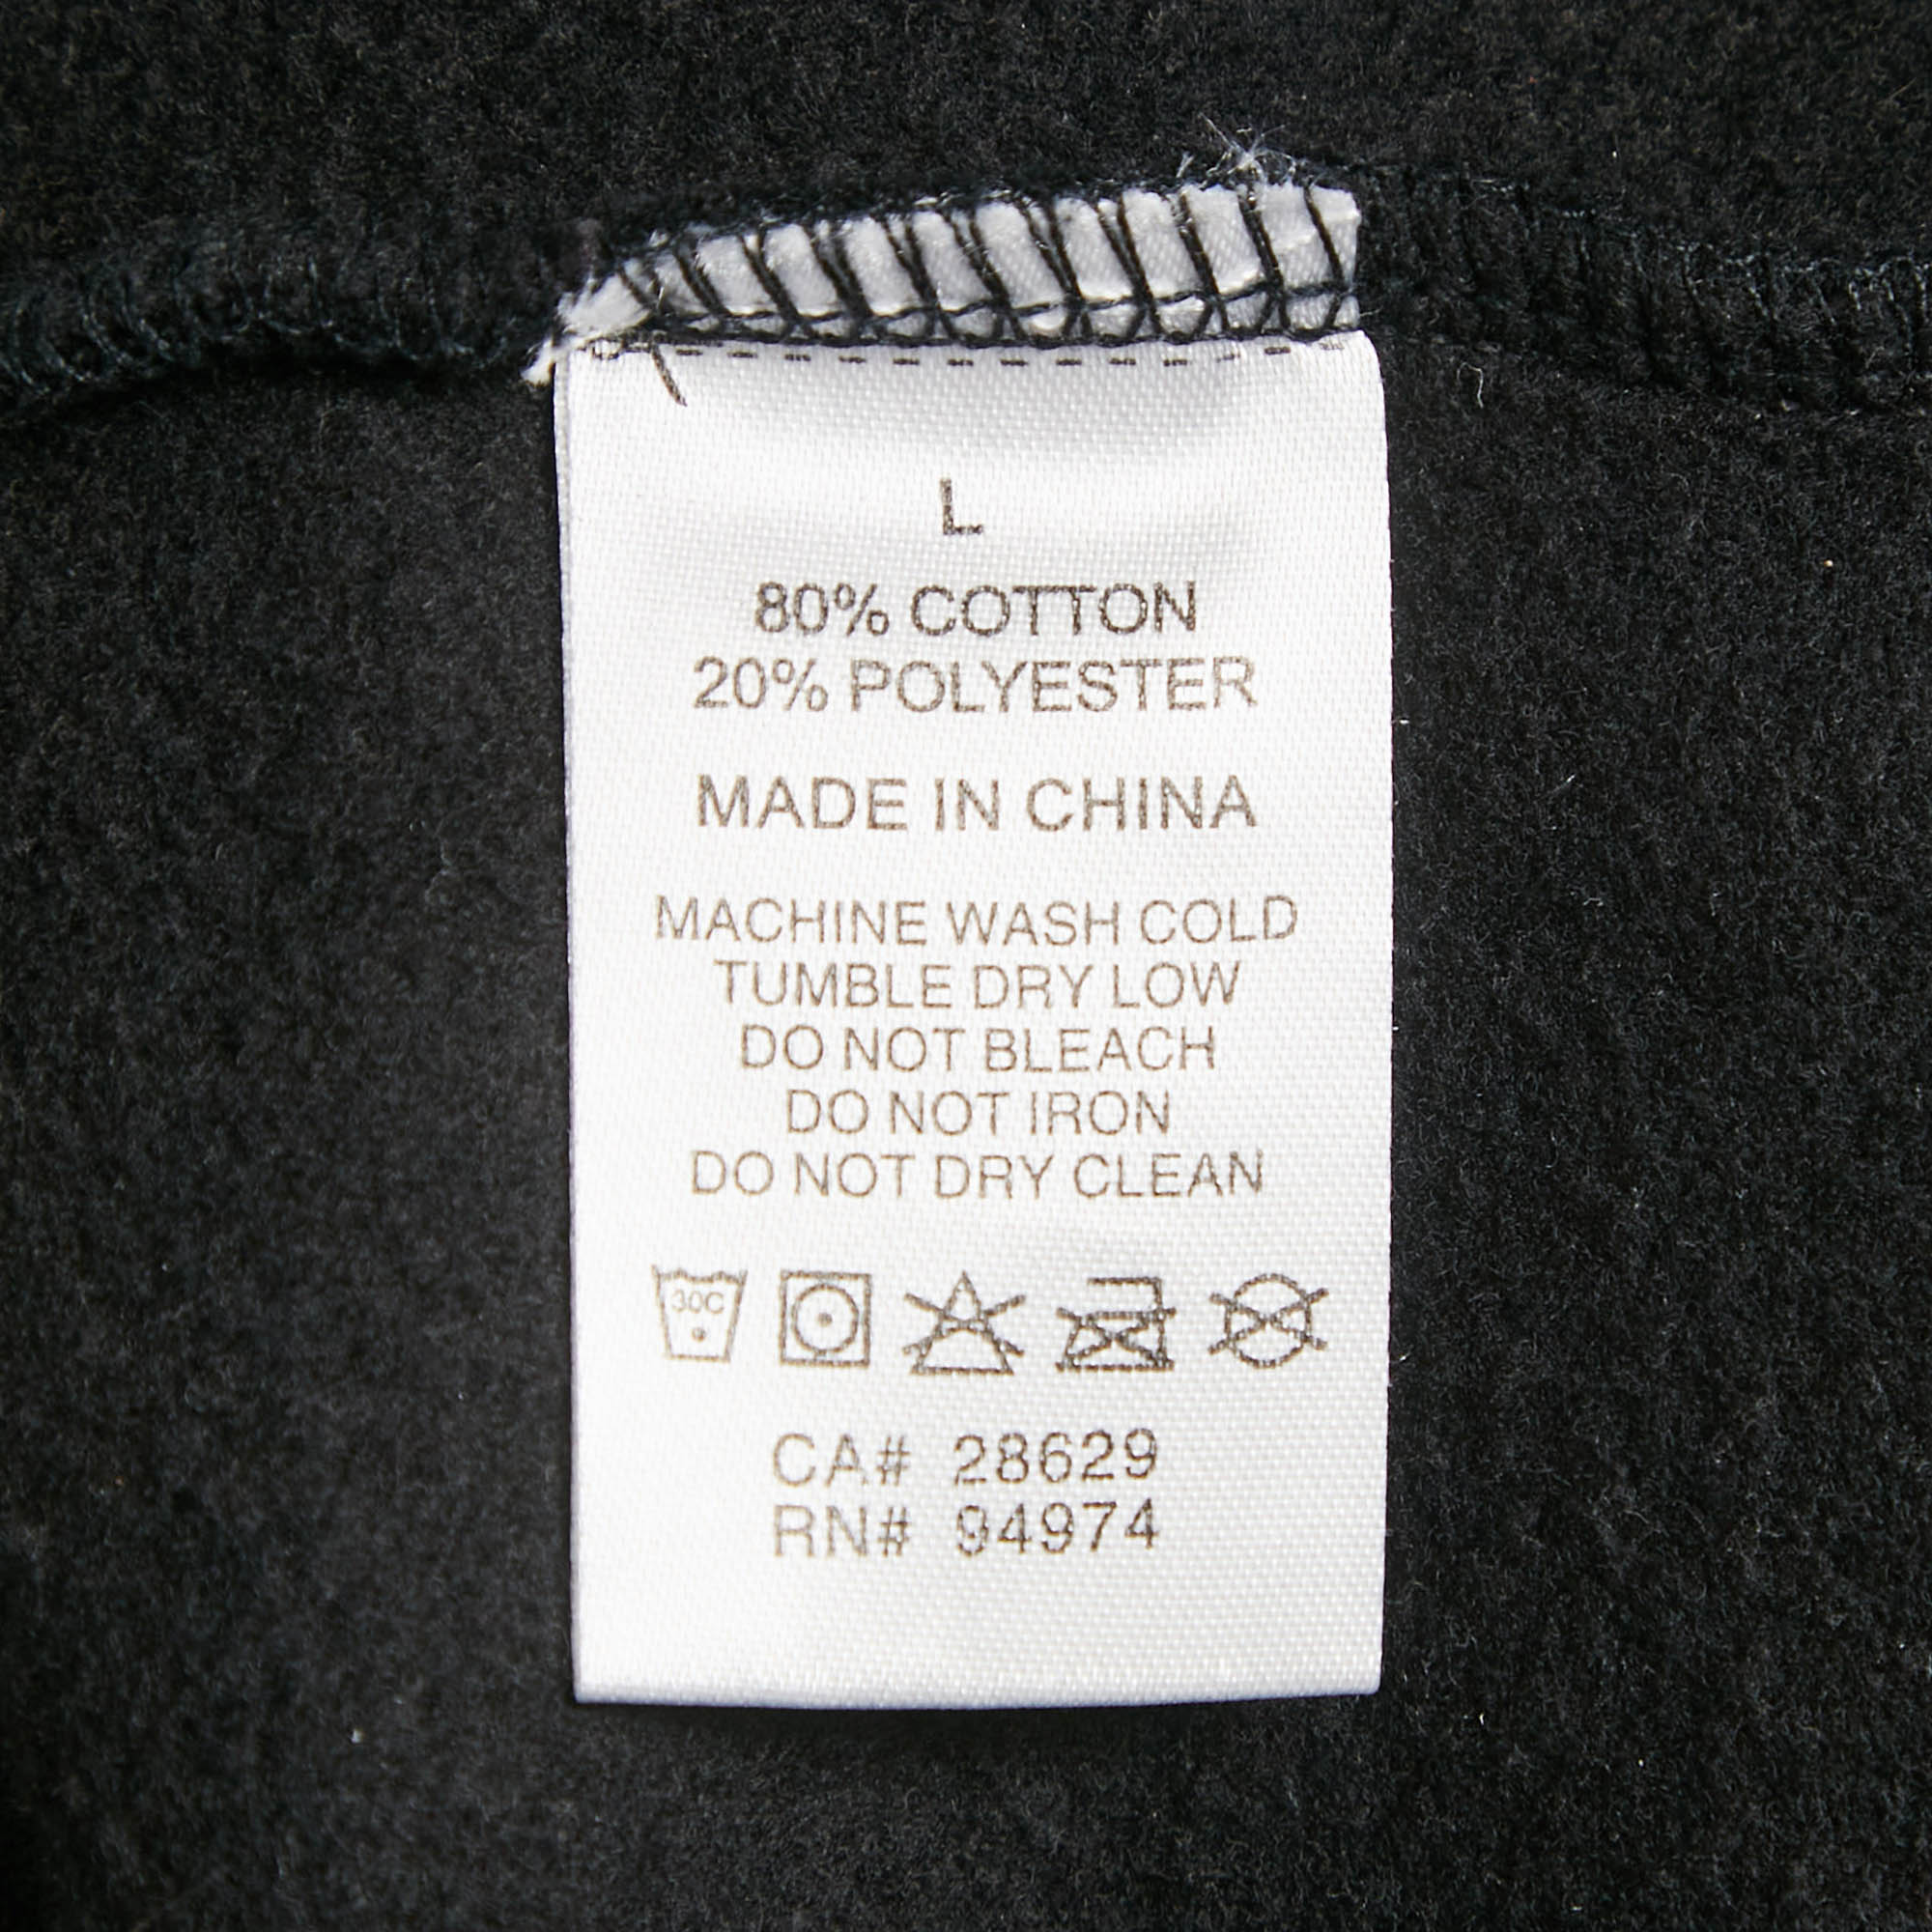 L
80% COTTON
20% POLYESTER
MADE IN CHINA
MACHINE WASH COLD
TUMBLE DRY LOW
DO NOT BLEACH
DO NOT IRON
DO NOT DRY CLEAN
30C
CA# 28629
RN# 94974